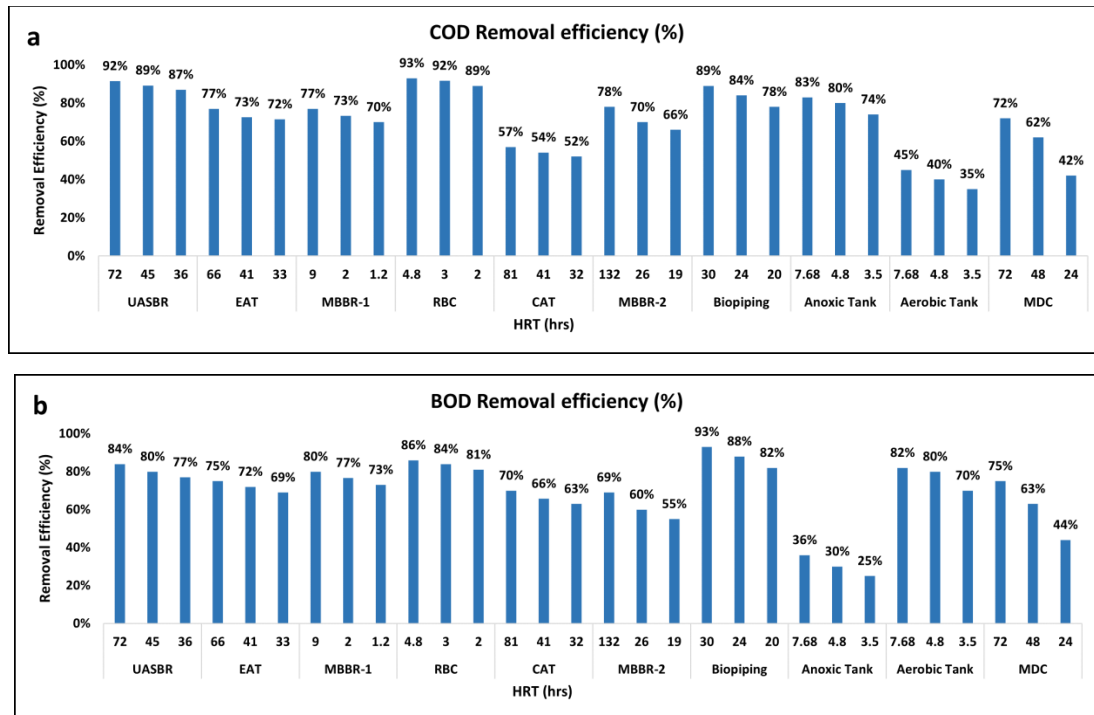 a
COD Removal efficiency (%)
Removal Efficiency (%)
100%
80%
60%
40%
20%
0%
92% 89% 87% 77% 73% 72% 77% 73% 70% 93% 92% 89% 57% 54% 52% 78% 70% 66% 89% 84% 78% 83% 80% 74% 45% 40% 35% 72% 62% 42%
72 45 36 66 41 33 9 2 1.2 4.8 3 2 81 41 32 132 26 19 30 24 20 7.68 4.8 3.5 7.68 4.8 3.5 72 48 24
UASBR EAT MBBR-1 RBC CAT MBBR-2 Biopiping Anoxic Tank Aerobic Tank MDC
HRT (hrs)
b
BOD Removal efficiency (%)
Removal Efficiency (%)
100%
80%
60%
40%
20%
0%
84% 80% 77% 75% 72% 69% 80% 77% 73% 86% 84% 81% 70% 66% 63% 69% 60% 55% 93% 88% 82% 36% 30% 25% 82% 80% 70% 75% 63% 44%
72 45 36 66 41 33 9 2 1.2 4.8 3 2 81 41 32 132 26 19 30 24 20 7.68 4.8 3.5 7.68 4.8 3.5 72 48 24
UASBR EAT MBBR-1 RBC CAT MBBR-2 Biopiping Anoxic Tank Aerobic Tank MDC
HRT (hrs)